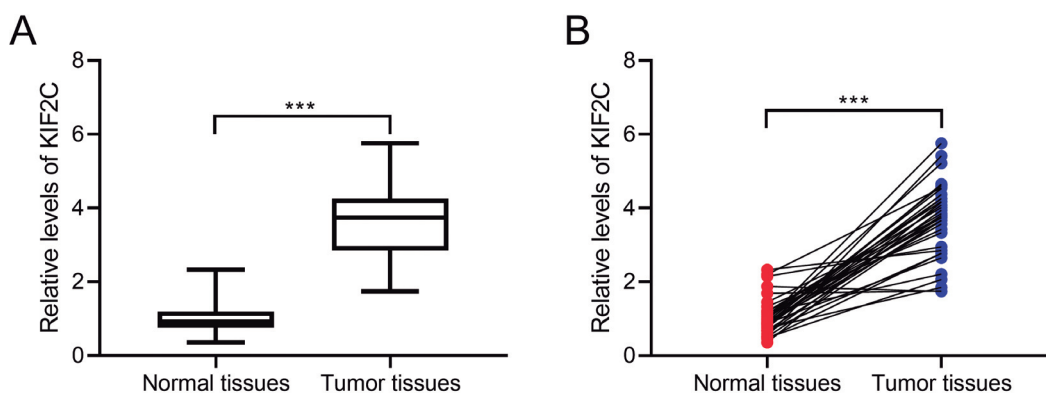 A
Relative levels of KIF2C
8
6
4
2
0
***
Normal tissues
Tumor tissues
B
Relative levels of KIF2C
8
6
4
2
0
***
Normal tissues
Tumor tissues